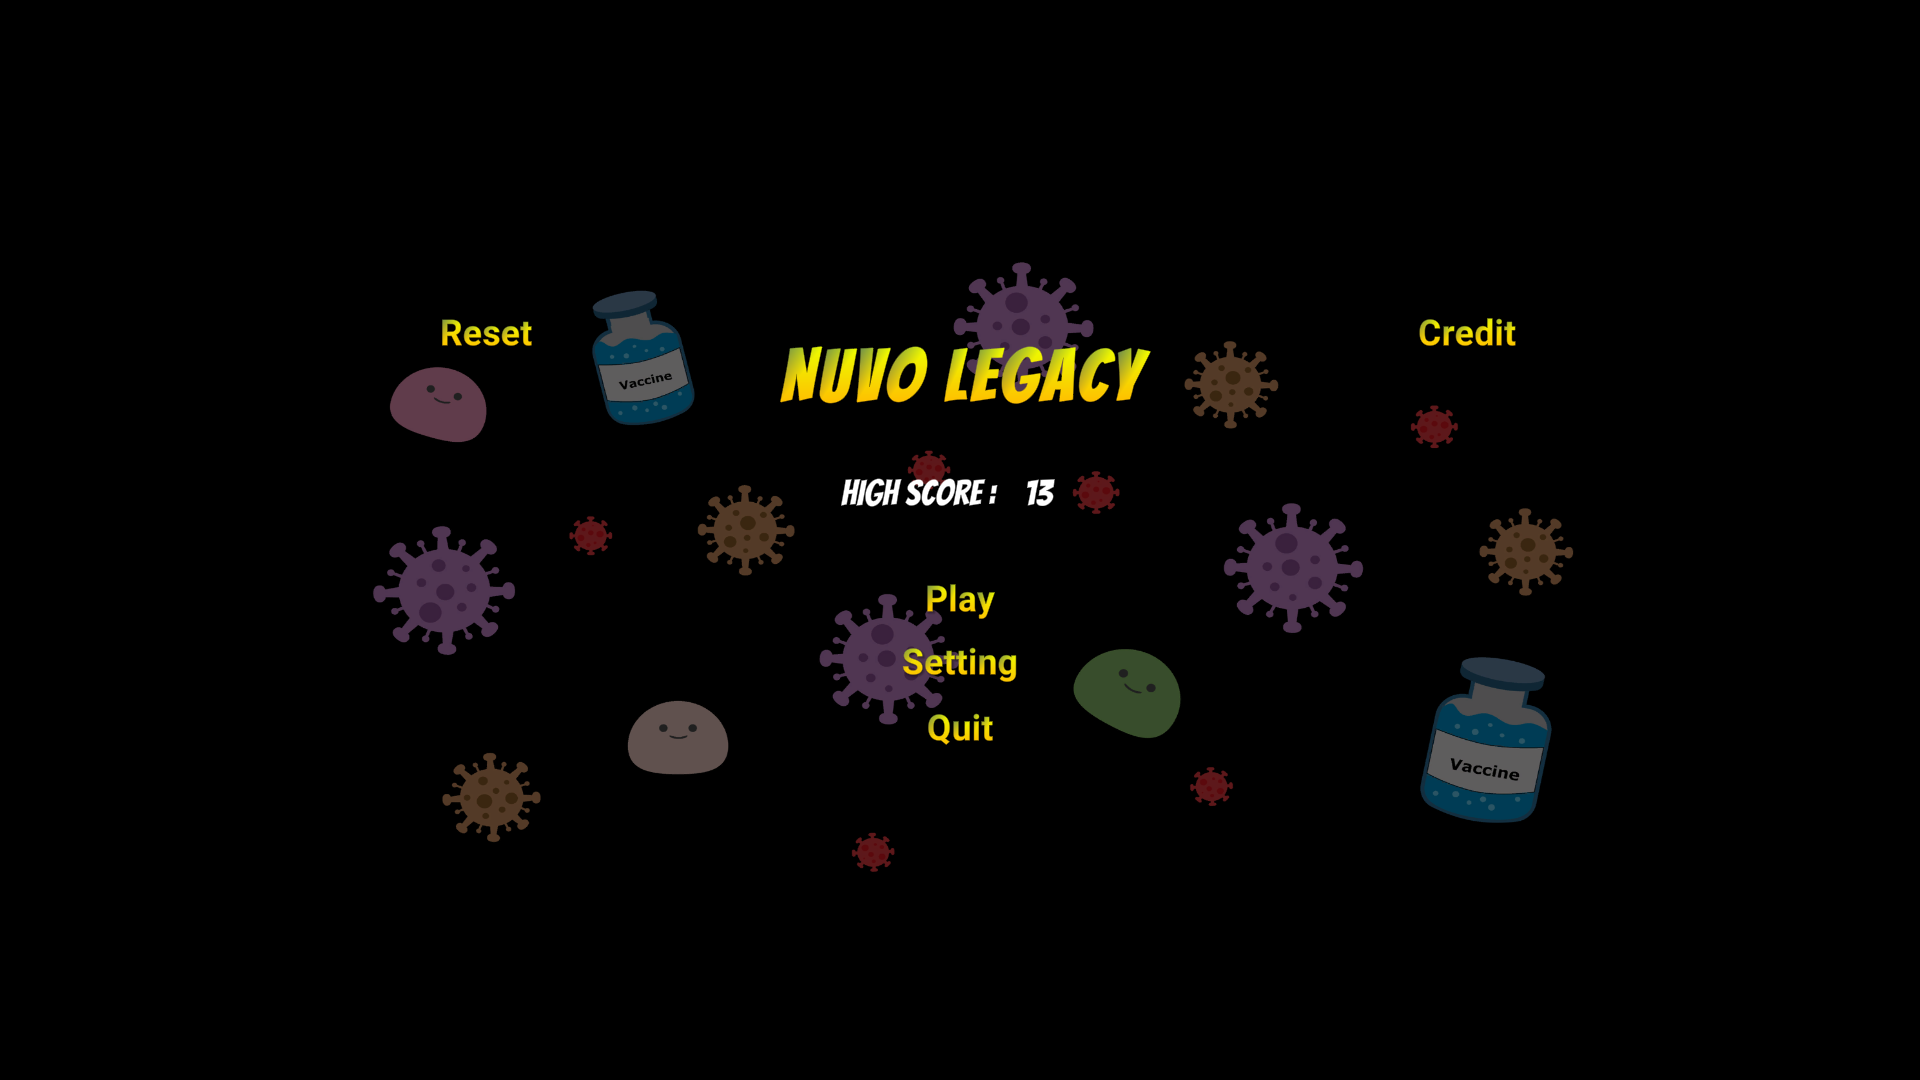 Reset
Credit
Vaccine
NUVO LEGACY
HIGH SCORE : 13
Play
Setting
Quit
Vaccine